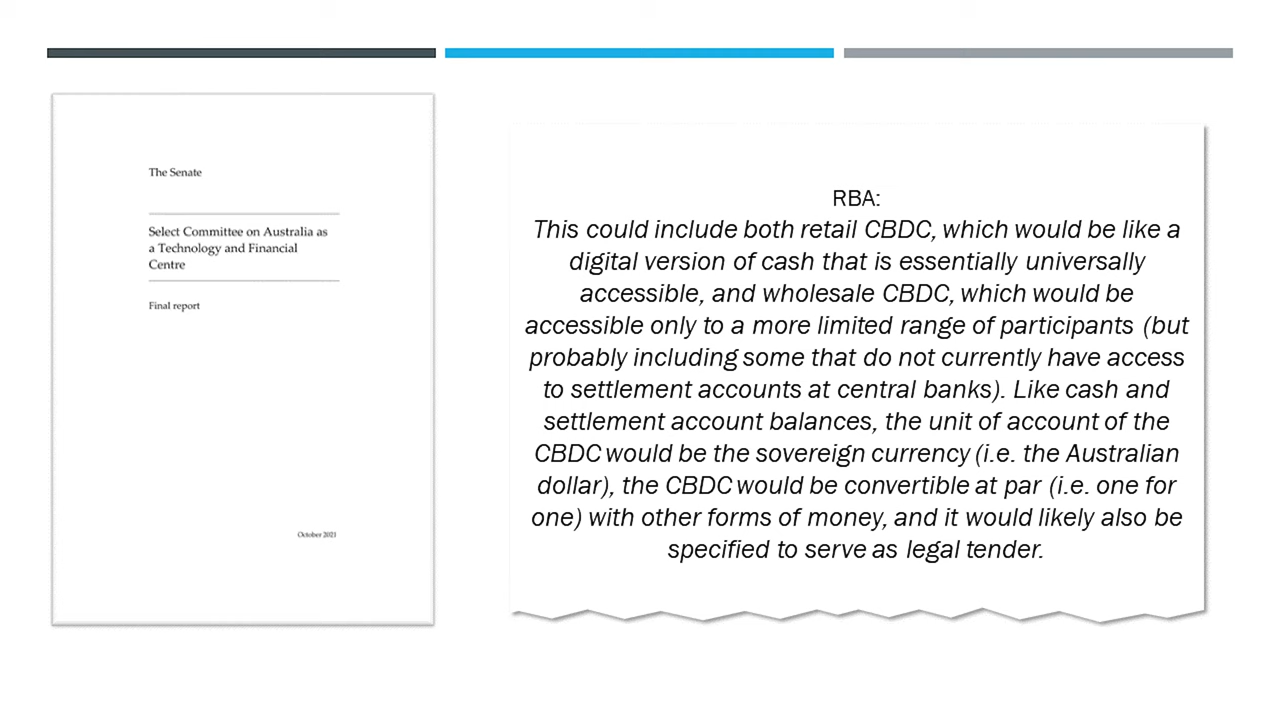 The Senate
Select Committee on Australia as
a Technology and Financial
Centre
Final report
October 2021
RBA:
This could include both retail CBDC, which would be like a
digital version of cash that is essentially universally
accessible, and wholesale CBDC, which would be
accessible only to a more limited range of participants (but
probably including some that do not currently have access
to settlement accounts at central banks). Like cash and
settlement account balances, the unit of account of the
CBDC would be the sovereign currency (i.e. the Australian
dollar), the CBDC would be convertible at par (i.e. one for
one) with other forms of money, and it would likely also be
specified to serve as legal tender.